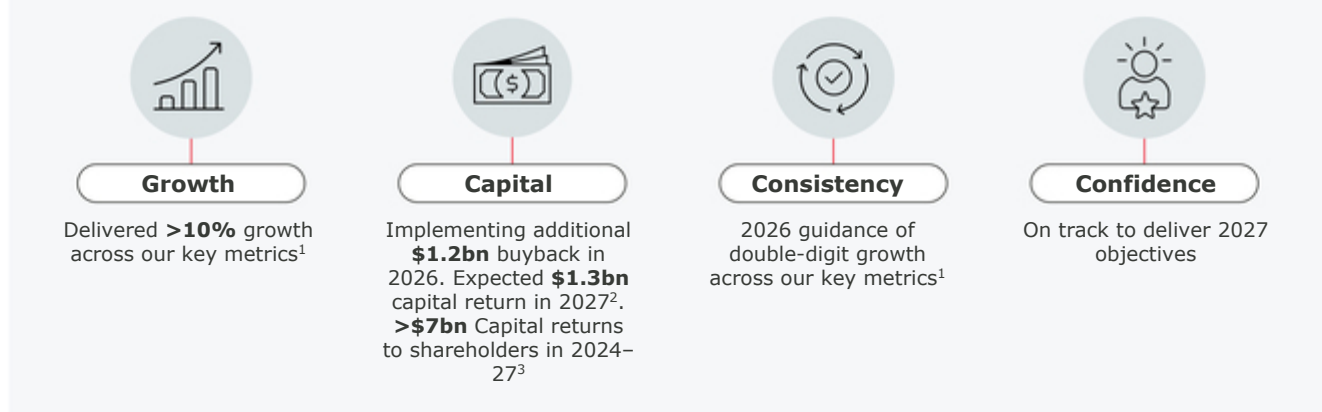 Growth
Delivered >10% growth
across our key metrics¹
Capital
Implementing additional
$1.2bn buyback in
2026. Expected $1.3bn
capital return in 2027².
>$7bn Capital returns
to shareholders in 2024–
27³
Consistency
2026 guidance of
double-digit growth
across our key metrics¹
Confidence
On track to deliver 2027
objectives